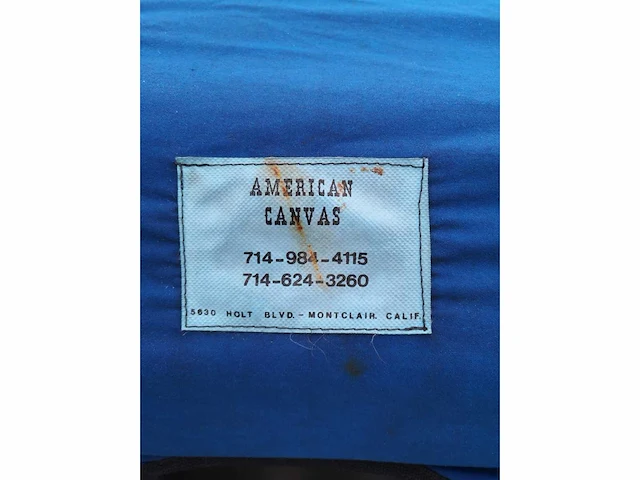 AMERICAN
CANVAS
714-984-4115
714-624-3260
5630 HOLT BLVD. - MONTCLAIR. CALIF.